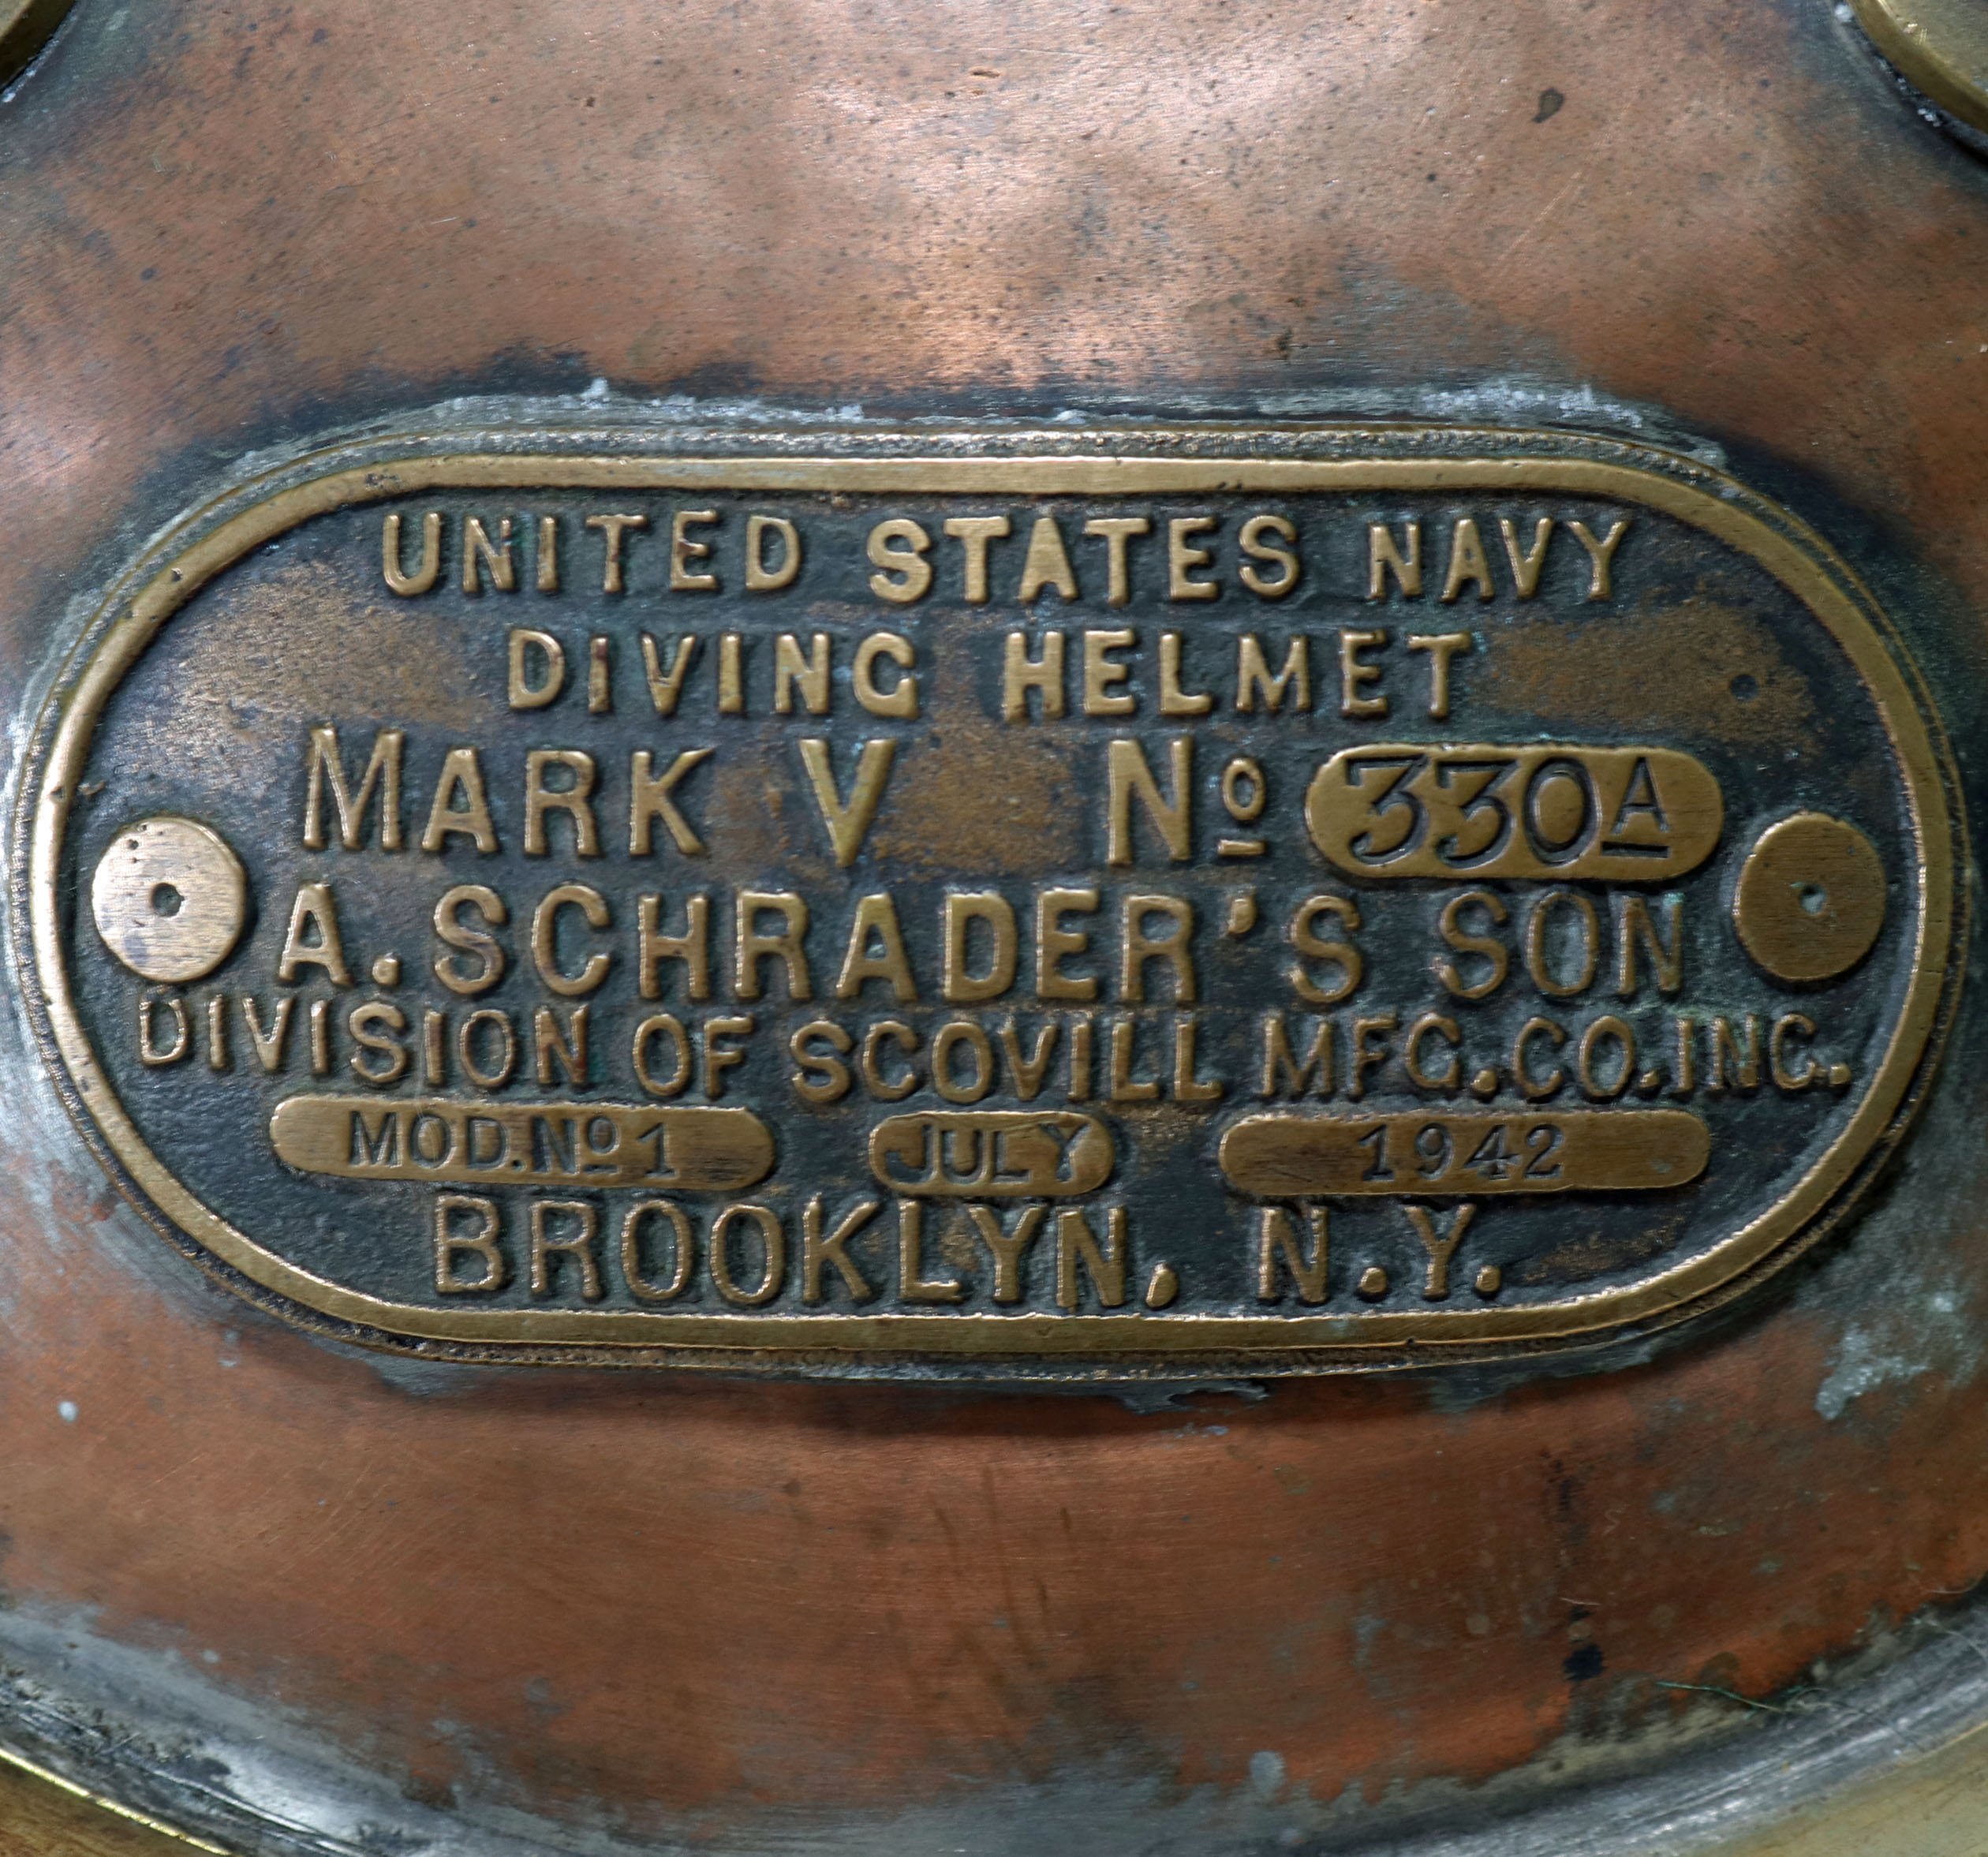 UNITED STATES NAVY
DIVING HELMET
MARK V Nº 330A
A. SCHRADER'S SON
DIVISION OF SCOVILL MFG. CO. INC.
MOD. Nº 1 JULY 1942
BROOKLYN, N.Y.